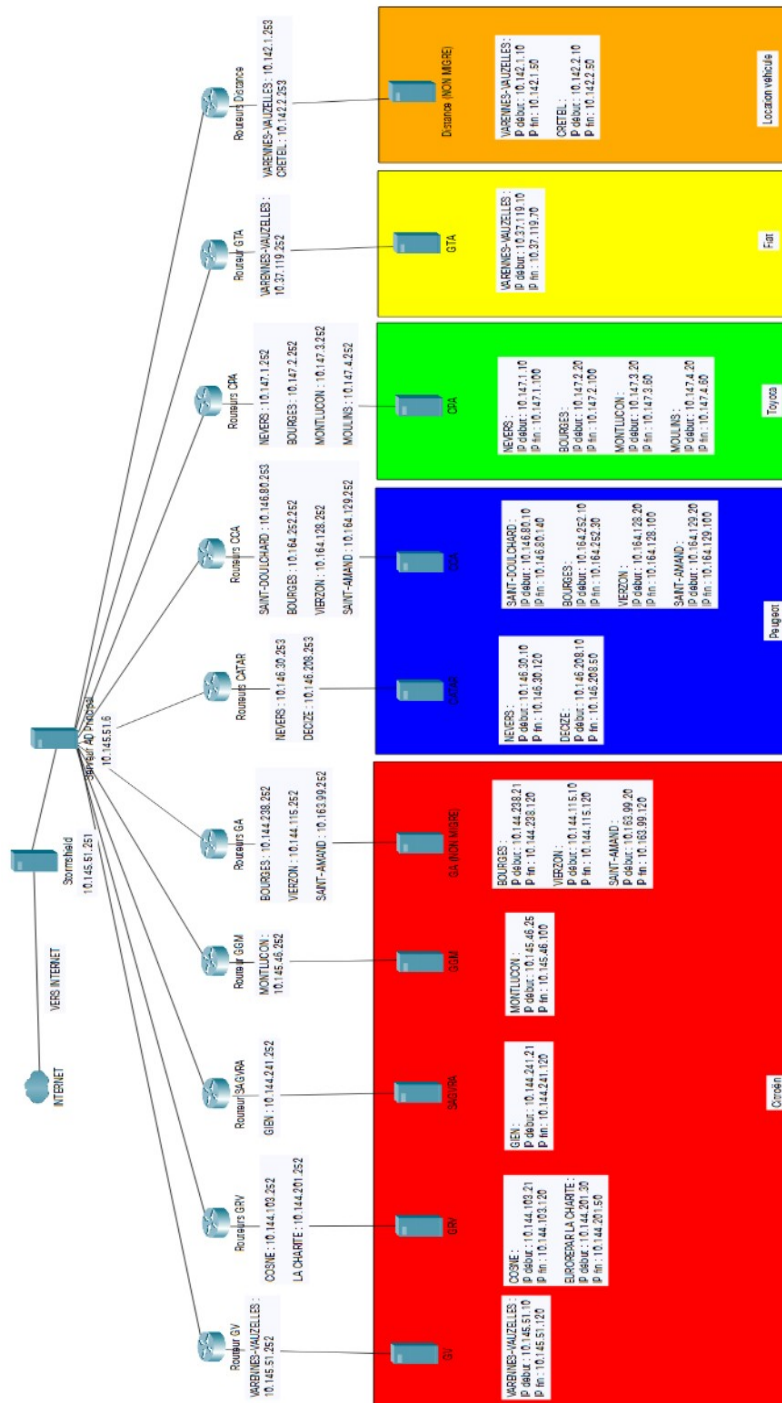 INTERNET
VERS INTERNET
Stormshield
10.145.51.251
Serveur AD Principal
10.145.51.6
Routeur GV
VARENNES-VAUZELLES :
10.145.51.252
Routeurs GRV
COSNE : 10.144.103.252
LA CHARITE : 10.144.201.252
Routeur SAGVRA
GIEN : 10.144.241.252
Routeur GGM
MONTLUCON :
10.145.46.252
Routeurs GA
BOURGES : 10.144.238.252
VIERZON : 10.144.115.252
SAINT-AMAND : 10.163.99.252
Routeurs CATAR
NEVERS : 10.146.30.253
DECIZE : 10.146.208.253
Routeurs CCA
SAINT-DOULCHARD : 10.146.80.253
BOURGES : 10.164.252.252
VIERZON : 10.164.128.252
SAINT-AMAND : 10.164.129.252
Routeurs CPA
NEVERS : 10.147.1.252
BOURGES : 10.147.2.252
MONTLUCON : 10.147.3.252
MOULINS : 10.147.4.252
Routeur GTA
VARENNES-VAUZELLES :
10.37.119.252
Routeurs Distance
VARENNES-VAUZELLES : 10.142.1.253
CRETEIL : 10.142.2.253
GV
VARENNES-VAUZELLES :
IP début : 10.145.51.10
IP fin : 10.145.51.120
GRV
COSNE :
IP début : 10.144.103.21
IP fin : 10.144.103.120
EUROREPAR LA CHARITE :
IP début : 10.144.201.30
IP fin : 10.144.201.50
SAGVRA
GIEN :
IP début : 10.144.241.21
IP fin : 10.144.241.120
GGM
MONTLUCON :
IP début : 10.145.46.25
IP fin : 10.145.46.100
GA (NON MIGRE)
BOURGES :
IP début : 10.144.238.21
IP fin : 10.144.238.120
VIERZON :
IP début : 10.144.115.10
IP fin : 10.144.115.120
SAINT-AMAND :
IP début : 10.163.99.20
IP fin : 10.163.99.120
Citroën
CATAR
NEVERS :
IP début : 10.146.30.10
IP fin : 10.146.30.120
DECIZE :
IP début : 10.146.208.10
IP fin : 10.146.208.50
CCA
SAINT-DOULCHARD :
IP début : 10.146.80.10
IP fin : 10.146.80.140
BOURGES :
IP début : 10.164.252.10
IP fin : 10.164.252.30
VIERZON :
IP début : 10.164.128.20
IP fin : 10.164.128.100
SAINT-AMAND :
IP début : 10.164.129.20
IP fin : 10.164.129.100
Peugeot
CPA
NEVERS :
IP début : 10.147.1.10
IP fin : 10.147.1.100
BOURGES :
IP début : 10.147.2.20
IP fin : 10.147.2.100
MONTLUCON :
IP début : 10.147.3.20
IP fin : 10.147.3.60
MOULINS :
IP début : 10.147.4.20
IP fin : 10.147.4.60
Toyota
GTA
VARENNES-VAUZELLES :
IP début : 10.37.119.10
IP fin : 10.37.119.70
Fiat
Distance (NON MIGRE)
VARENNES-VAUZELLES :
IP début : 10.142.1.10
IP fin : 10.142.1.50
CRETEIL :
IP début : 10.142.2.10
IP fin : 10.142.2.50
Location véhicule